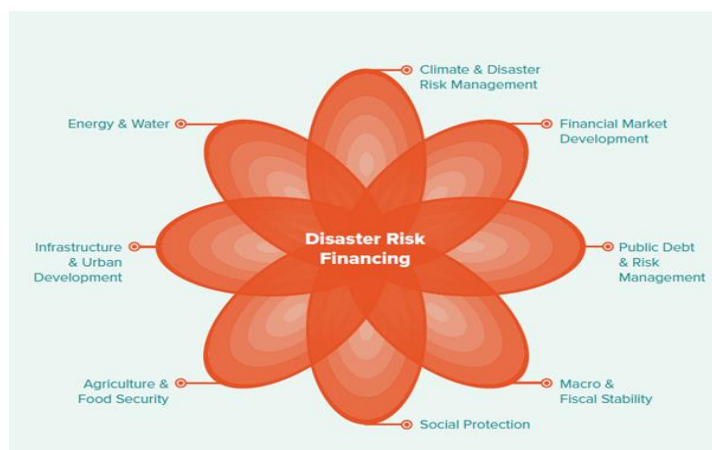 Climate & Disaster
Risk Management
Energy & Water
Financial Market
Development
Disaster Risk
Financing
Infrastructure
& Urban
Development
Public Debt
& Risk
Management
Agriculture &
Food Security
Macro &
Fiscal Stability
Social Protection